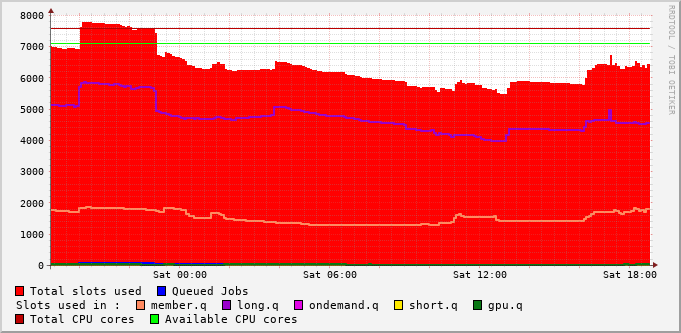 RRDTOOL / TOBI OETIKER
8000
7000
6000
5000
4000
3000
2000
1000
0
Sat 00:00 Sat 06:00 Sat 12:00 Sat 18:00
Total slots used Queued Jobs
Slots used in : member.q long.q ondemand.q short.q gpu.q
Total CPU cores Available CPU cores